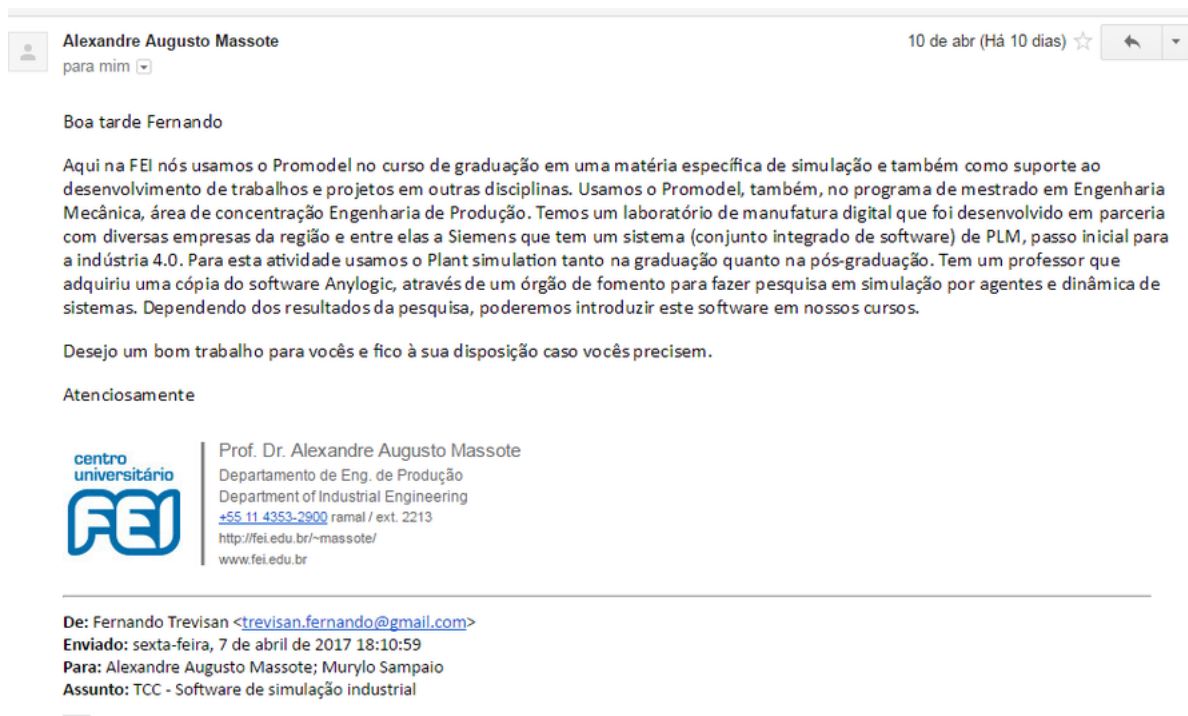 Alexandre Augusto Massote
10 de abr (Há 10 dias)
para mim
Boa tarde Fernando
Aqui na FEI nós usamos o Promodel no curso de graduação em uma matéria específica de simulação e também como suporte ao
desenvolvimento de trabalhos e projetos em outras disciplinas. Usamos o Promodel, também, no programa de mestrado em Engenharia
Mecânica, área de concentração Engenharia de Produção. Temos um laboratório de manufatura digital que foi desenvolvido em parceria
com diversas empresas da região e entre elas a Siemens que tem um sistema (conjunto integrado de software) de PLM, passo inicial para
a indústria 4.0. Para esta atividade usamos o Plant simulation tanto na graduação quanto na pós-graduação. Tem um professor que
adquiriu uma cópia do software Anylogic, através de um órgão de fomento para fazer pesquisa em simulação por agentes e dinâmica de
sistemas. Dependendo dos resultados da pesquisa, poderemos introduzir este software em nossos cursos.
Desejo um bom trabalho para vocês e fico à sua disposição caso vocês precisem.
Atenciosamente
centro
universitário
FEI
Prof. Dr. Alexandre Augusto Massote
Departamento de Eng. de Produção
Department of Industrial Engineering
+55 11 4353-2900 ramal / ext. 2213
http://fei.edu.br/~massote/
www.fei.edu.br
De: Fernando Trevisan <trevisan.fernando@gmail.com>
Enviado: sexta-feira, 7 de abril de 2017 18:10:59
Para: Alexandre Augusto Massote; Murylo Sampaio
Assunto: TCC - Software de simulação industrial